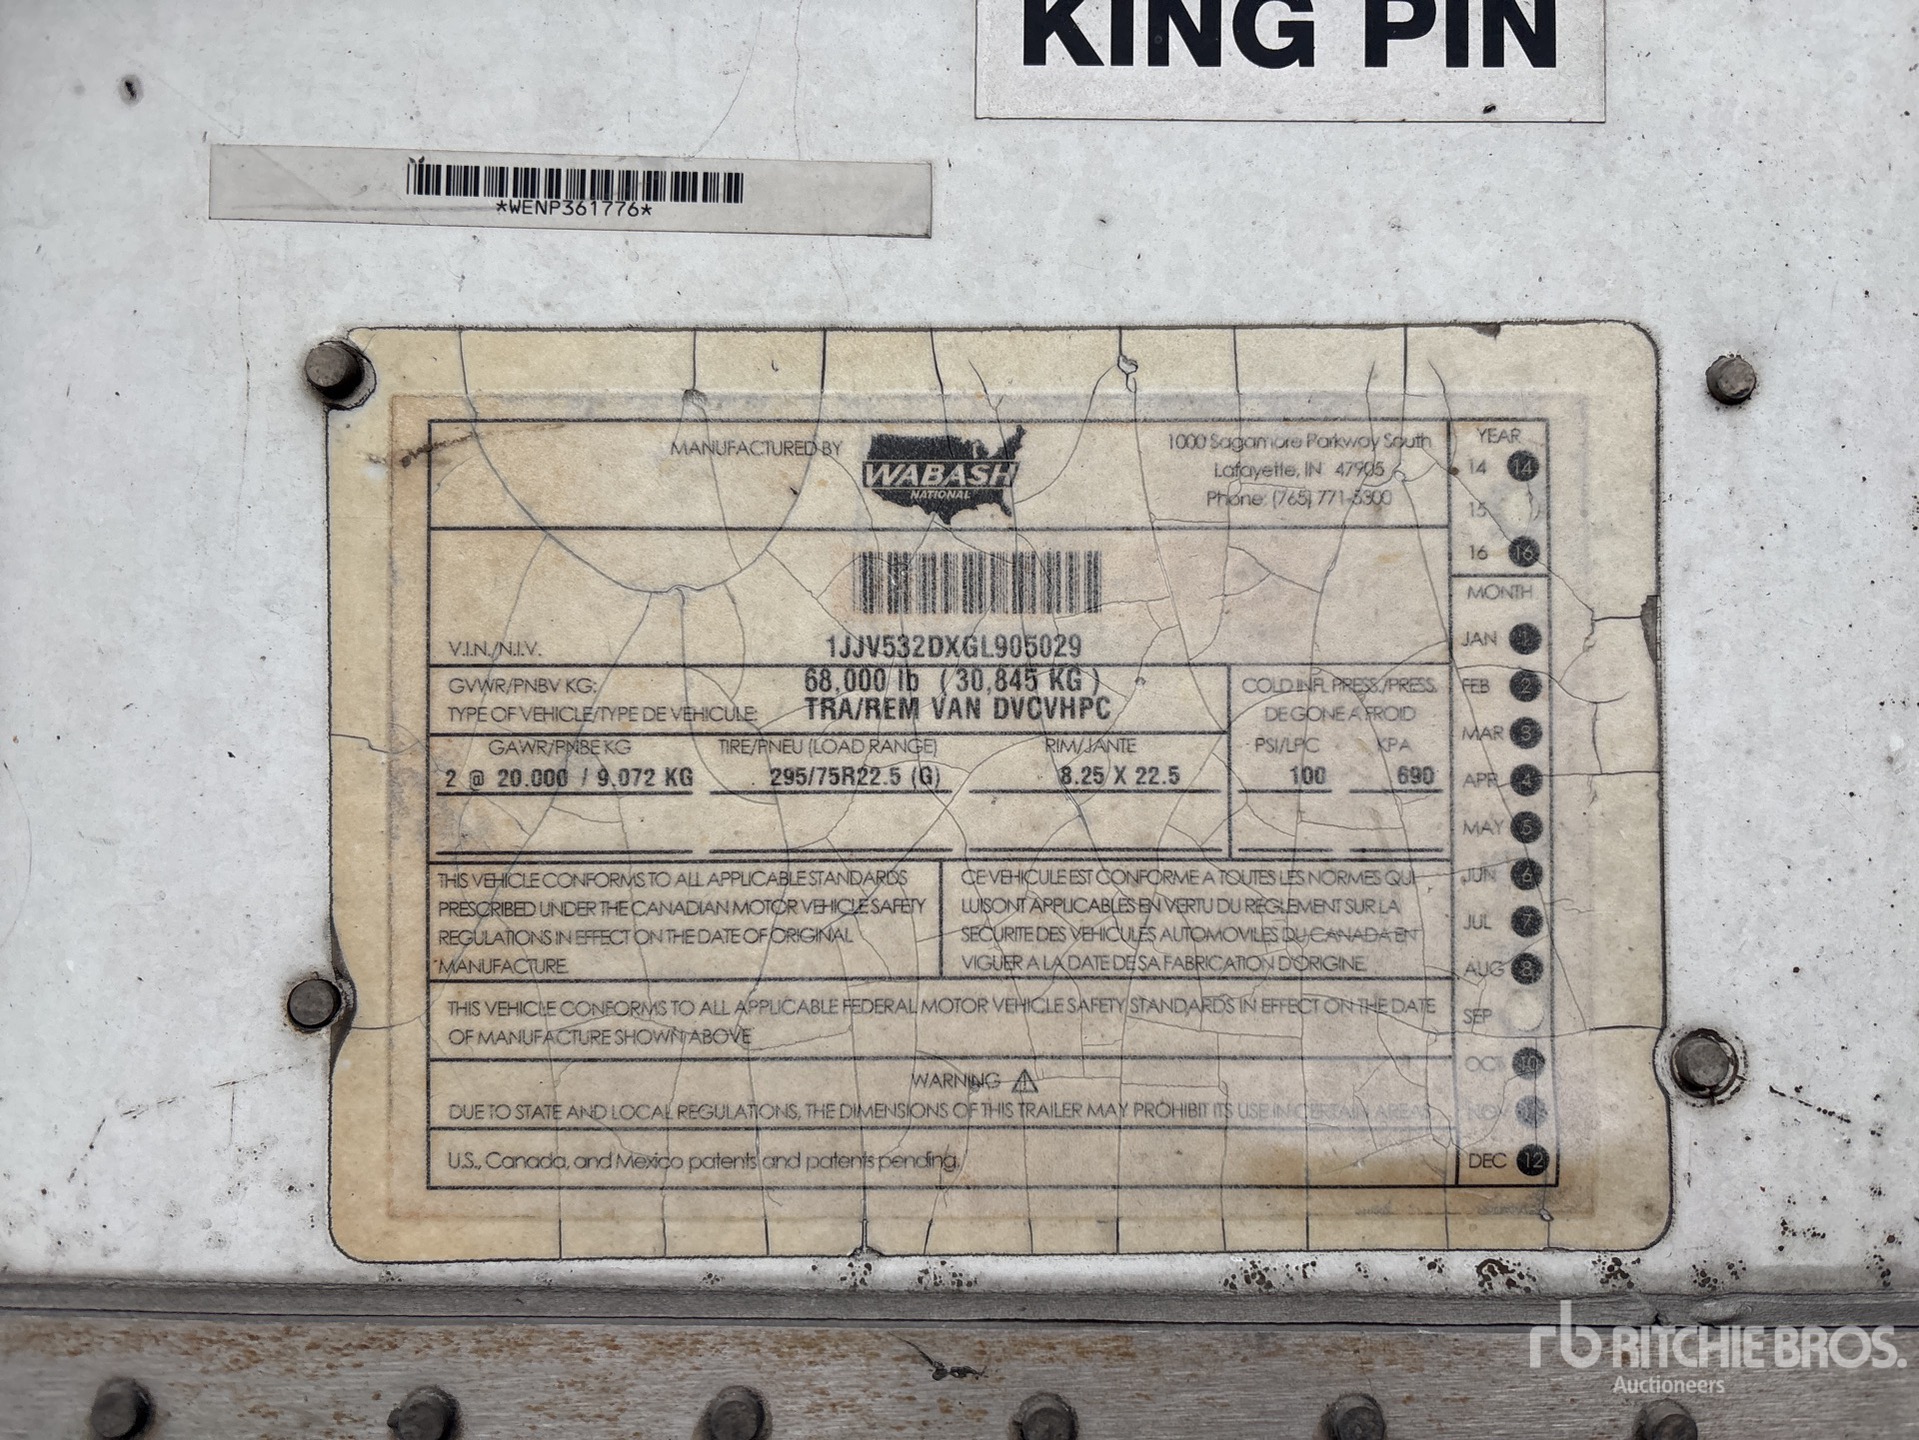 KING PIN
*WENP361776*
MANUFACTURED BY
WABASH
NATIONAL
1000 Sagamore Parkway South
Lafayette, IN 47905
Phone: (765) 771-5300
YEAR
14 14
15
16 16
MONTH
JAN
FEB 2
MAR 3
APR 4
MAY 5
JUN 6
JUL 7
AUG 8
SEP
OCT 10
NOV
DEC 12
V.I.N./N.I.V. 1JJV532DXGL905029
GVWR/PNBV KG: 68,000 lb (30,845 KG)
TYPE OF VEHICLE/TYPE DE VEHICULE: TRA/REM VAN DVCVHPC
COLD INFL PRESS./PRESS.
DE GONE A FROID
GAWR/PNBE KG TIRE/PNEU (LOAD RANGE) RIM/JANTE PSI/LPC KPA
2 @ 20.000 / 9,072 KG 295/75R22.5 (G) 8.25 X 22.5 100 690
THIS VEHICLE CONFORMS TO ALL APPLICABLE STANDARDS
PRESCRIBED UNDER THE CANADIAN MOTOR VEHICLE SAFETY
REGULATIONS IN EFFECT ON THE DATE OF ORIGINAL
MANUFACTURE.
CE VEHICULE EST CONFORME A TOUTES LES NORMES QUI
LUI SONT APPLICABLES EN VERTU DU REGLEMENT SUR LA
SECURITE DES VEHICULES AUTOMOVILES DU CANADA EN
VIGUER A LA DATE DE SA FABRICATION D'ORIGINE.
THIS VEHICLE CONFORMS TO ALL APPLICABLE FEDERAL MOTOR VEHICLE SAFETY STANDARDS IN EFFECT ON THE DATE
OF MANUFACTURE SHOWN ABOVE
WARNING
DUE TO STATE AND LOCAL REGULATIONS, THE DIMENSIONS OF THIS TRAILER MAY PROHIBIT ITS USE IN CERTAIN AREAS
U.S., Canada, and Mexico patents and patents pending.
rb RITCHIE BROS.
Auctioneers